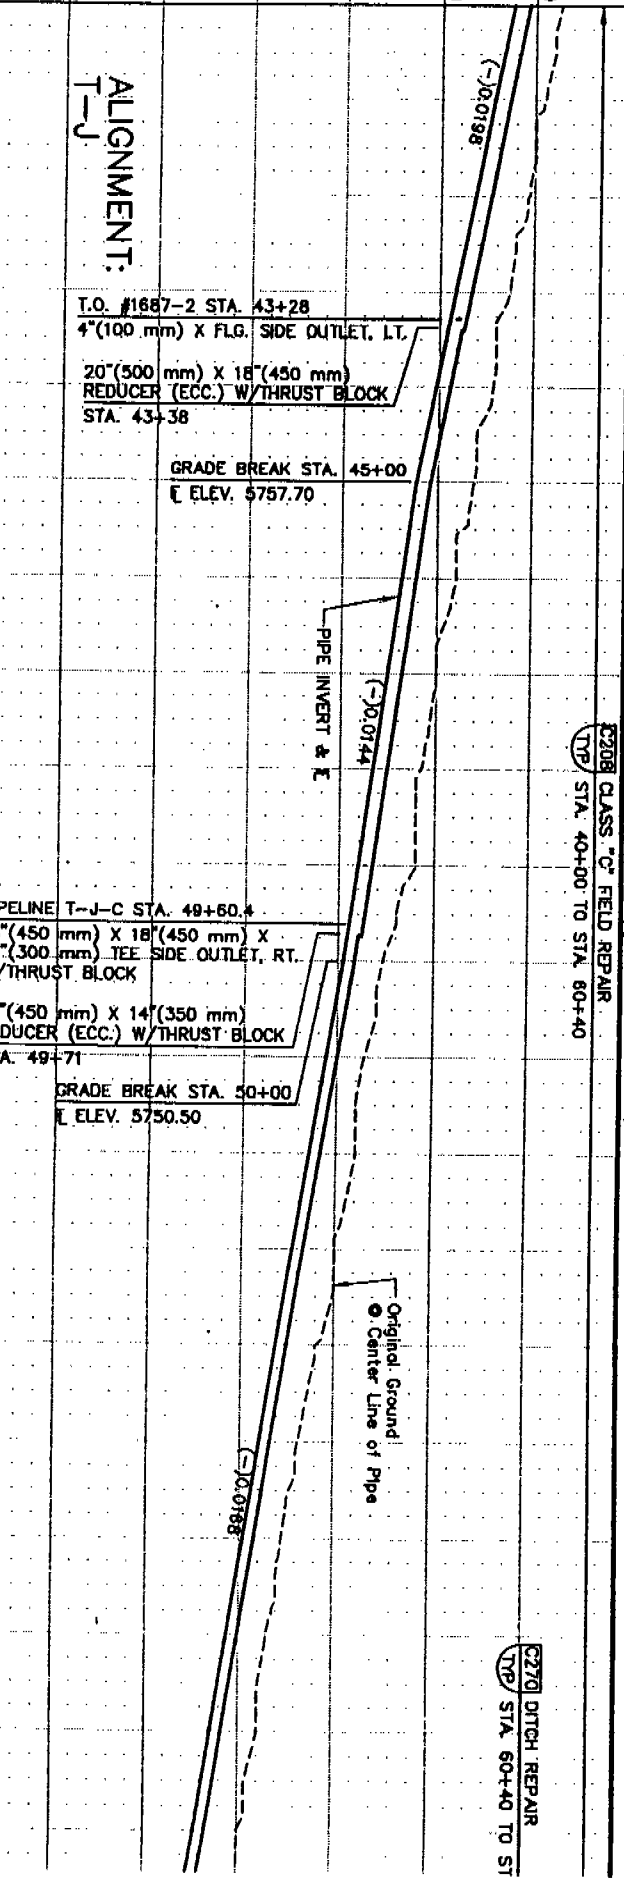 (-)0.0198
ALIGNMENT:
T-J
T.O. #1687-2 STA. 43+28
4"(100 mm) X FLG. SIDE OUTLET, LT.
20"(500 mm) X 18"(450 mm)
REDUCER (ECC.) W/THRUST BLOCK
STA. 43+38
GRADE BREAK STA. 45+00
℄ ELEV. 5757.70
PIPE INVERT & ℄
(-)0.0144
C208 CLASS "C" FIELD REPAIR
TYP STA. 40+00 TO STA. 60+40
PELINE T-J-C STA. 49+60.4
"(450 mm) X 18"(450 mm) X
"(300 mm) TEE SIDE OUTLET, RT.
/THRUST BLOCK
"(450 mm) X 14"(350 mm)
DUCER (ECC.) W/THRUST BLOCK
A. 49+71
GRADE BREAK STA. 50+00
℄ ELEV. 5750.50
Original Ground
@ Center Line of Pipe
C270 DITCH REPAIR
TYP STA. 60+40 TO ST